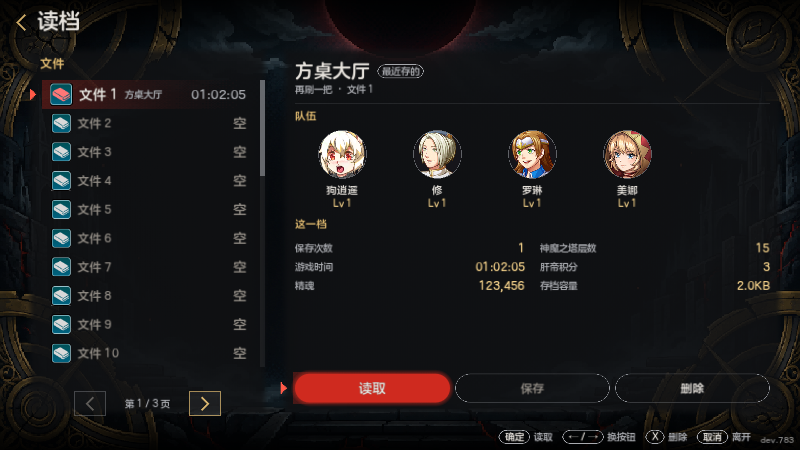 读档
文件
文件 1 方桌大厅 01:02:05
文件 2 空
文件 3 空
文件 4 空
文件 5 空
文件 6 空
文件 7 空
文件 8 空
文件 9 空
文件 10 空
第 1 / 3 页
方桌大厅 最近存的
再刷一把 · 文件 1
队伍
狗逍遥 修 罗琳 美娜
Lv 1 Lv 1 Lv 1 Lv 1
这一档
保存次数 1 神魔之塔层数 15
游戏时间 01:02:05 肝帝积分 3
精魂 123,456 存档容量 2.0KB
读取 保存 删除
确定 读取 ←/→ 换按钮 X 删除 取消 离开 dev.783